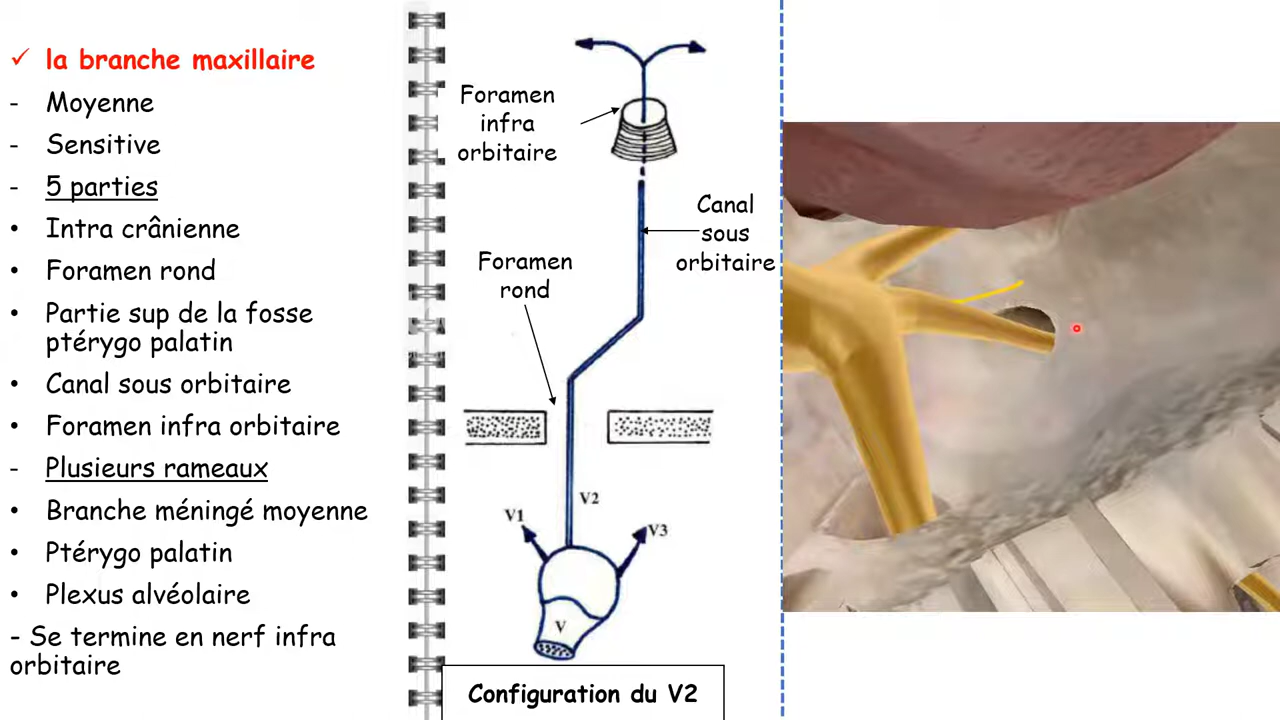 ✓ la branche maxillaire
- Moyenne
- Sensitive
- 5 parties
• Intra crânienne
• Foramen rond
• Partie sup de la fosse
ptérygo palatin
• Canal sous orbitaire
• Foramen infra orbitaire
- Plusieurs rameaux
• Branche méningé moyenne
• Ptérygo palatin
• Plexus alvéolaire
- Se termine en nerf infra
orbitaire
Foramen
infra
orbitaire
Canal
sous
orbitaire
Foramen
rond
V2
V1
V3
V
Configuration du V2